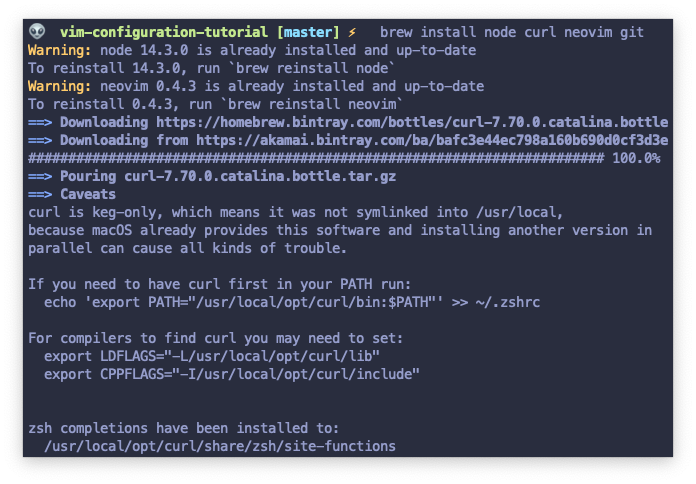 👽 vim-configuration-tutorial [master] ⚡ brew install node curl neovim git
Warning: node 14.3.0 is already installed and up-to-date
To reinstall 14.3.0, run `brew reinstall node`
Warning: neovim 0.4.3 is already installed and up-to-date
To reinstall 0.4.3, run `brew reinstall neovim`
==> Downloading https://homebrew.bintray.com/bottles/curl-7.70.0.catalina.bottle
==> Downloading from https://akamai.bintray.com/ba/bafc3e44ec798a160b690d0cf3d3e
######################################################################## 100.0%
==> Pouring curl-7.70.0.catalina.bottle.tar.gz
==> Caveats
curl is keg-only, which means it was not symlinked into /usr/local,
because macOS already provides this software and installing another version in
parallel can cause all kinds of trouble.
If you need to have curl first in your PATH run:
  echo 'export PATH="/usr/local/opt/curl/bin:$PATH"' >> ~/.zshrc
For compilers to find curl you may need to set:
  export LDFLAGS="-L/usr/local/opt/curl/lib"
  export CPPFLAGS="-I/usr/local/opt/curl/include"
zsh completions have been installed to:
  /usr/local/opt/curl/share/zsh/site-functions